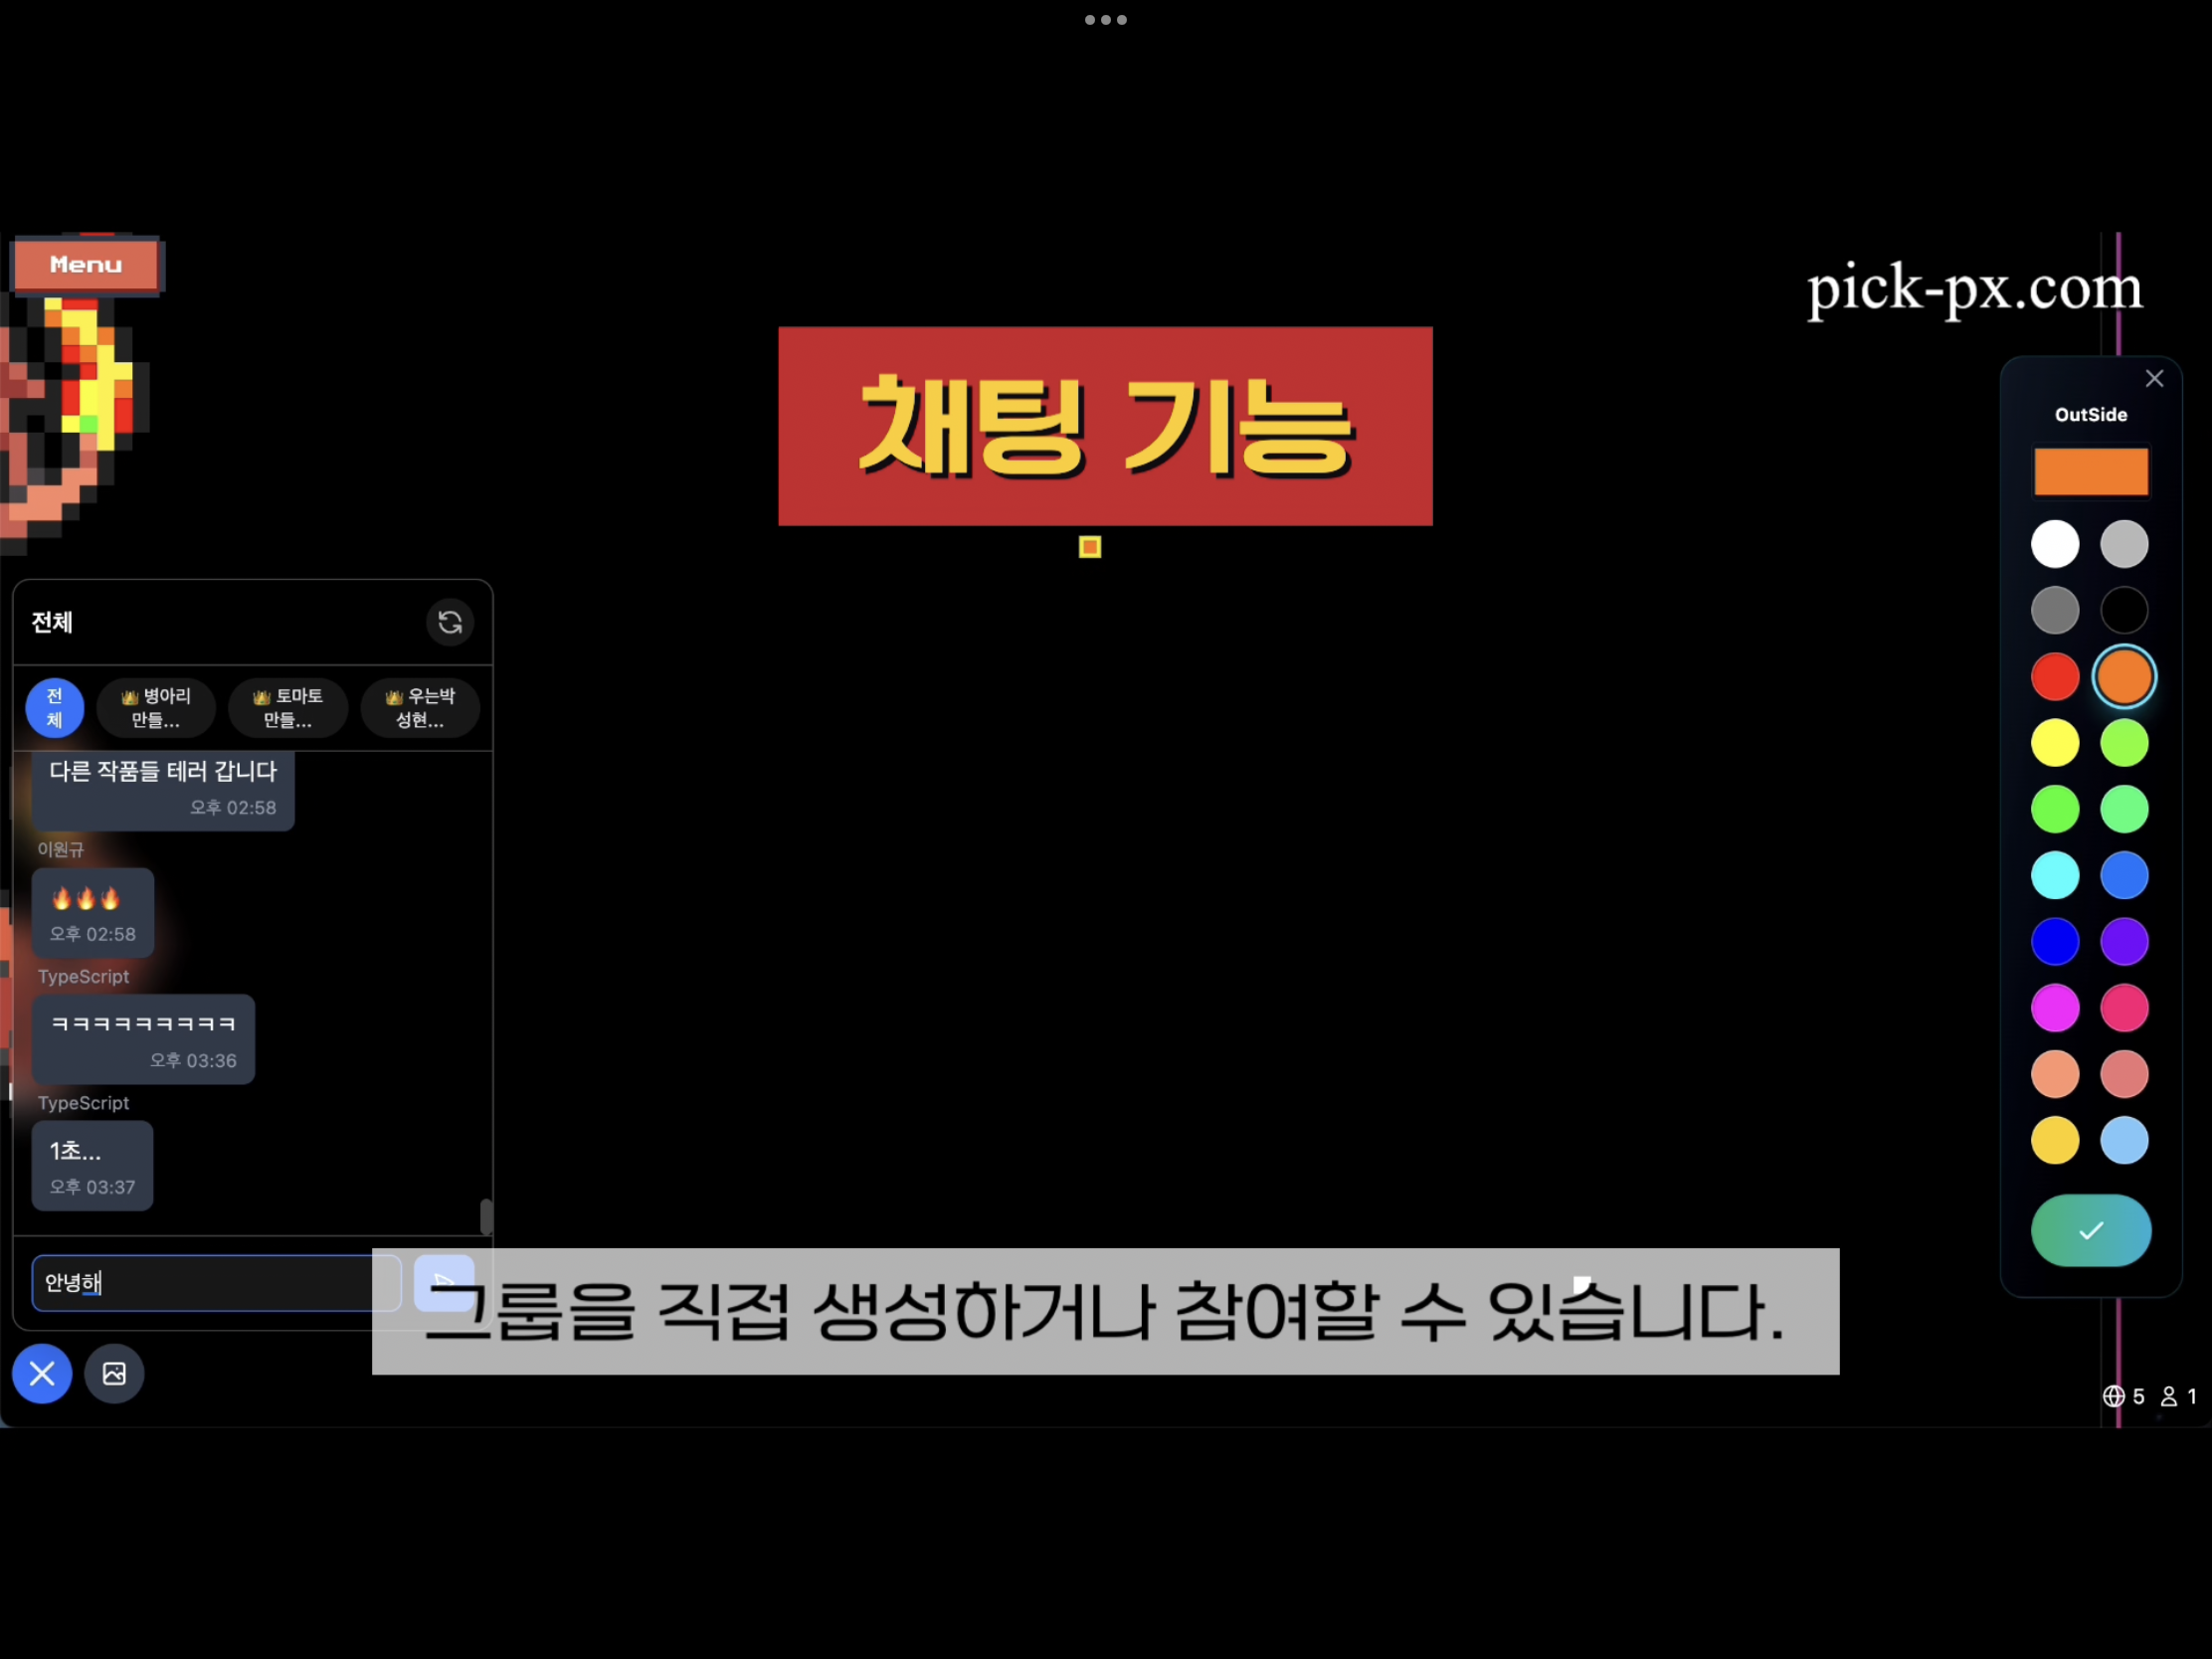 Menu
pick-px.com
채팅 기능
OutSide
전체
전체
👑 병아리 만들...
👑 토마토 만들...
👑 우는박성현...
다른 작품들 테러 갑니다
오후 02:58
이원규
🔥🔥🔥
오후 02:58
TypeScript
ㅋㅋㅋㅋㅋㅋㅋㅋㅋ
오후 03:36
TypeScript
1초...
오후 03:37
안녕해
그룹을 직접 생성하거나 참여할 수 있습니다.
5 1